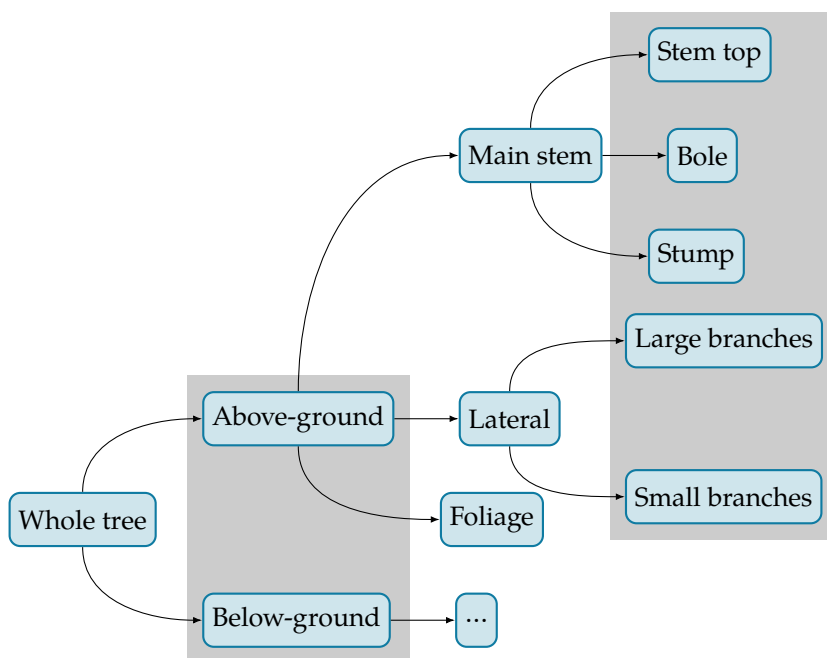 Stem top
Main stem
Bole
Stump
Large branches
Above-ground
Lateral
Small branches
Whole tree
Foliage
Below-ground
...